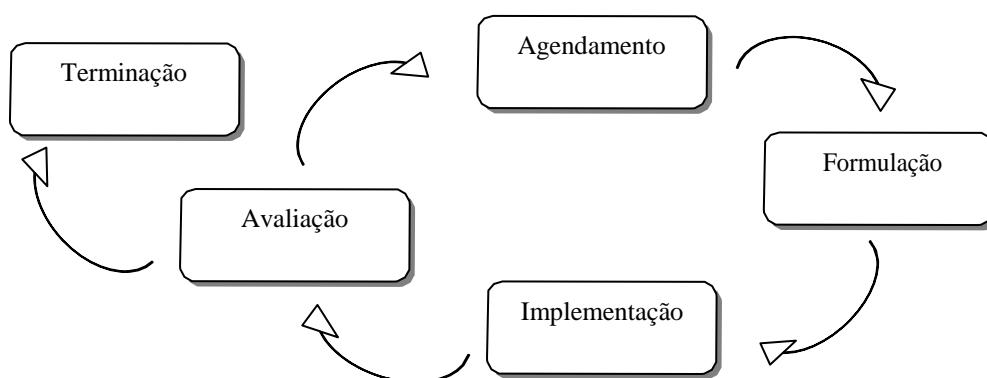 Agendamento
Terminação
Formulação
Avaliação
Implementação